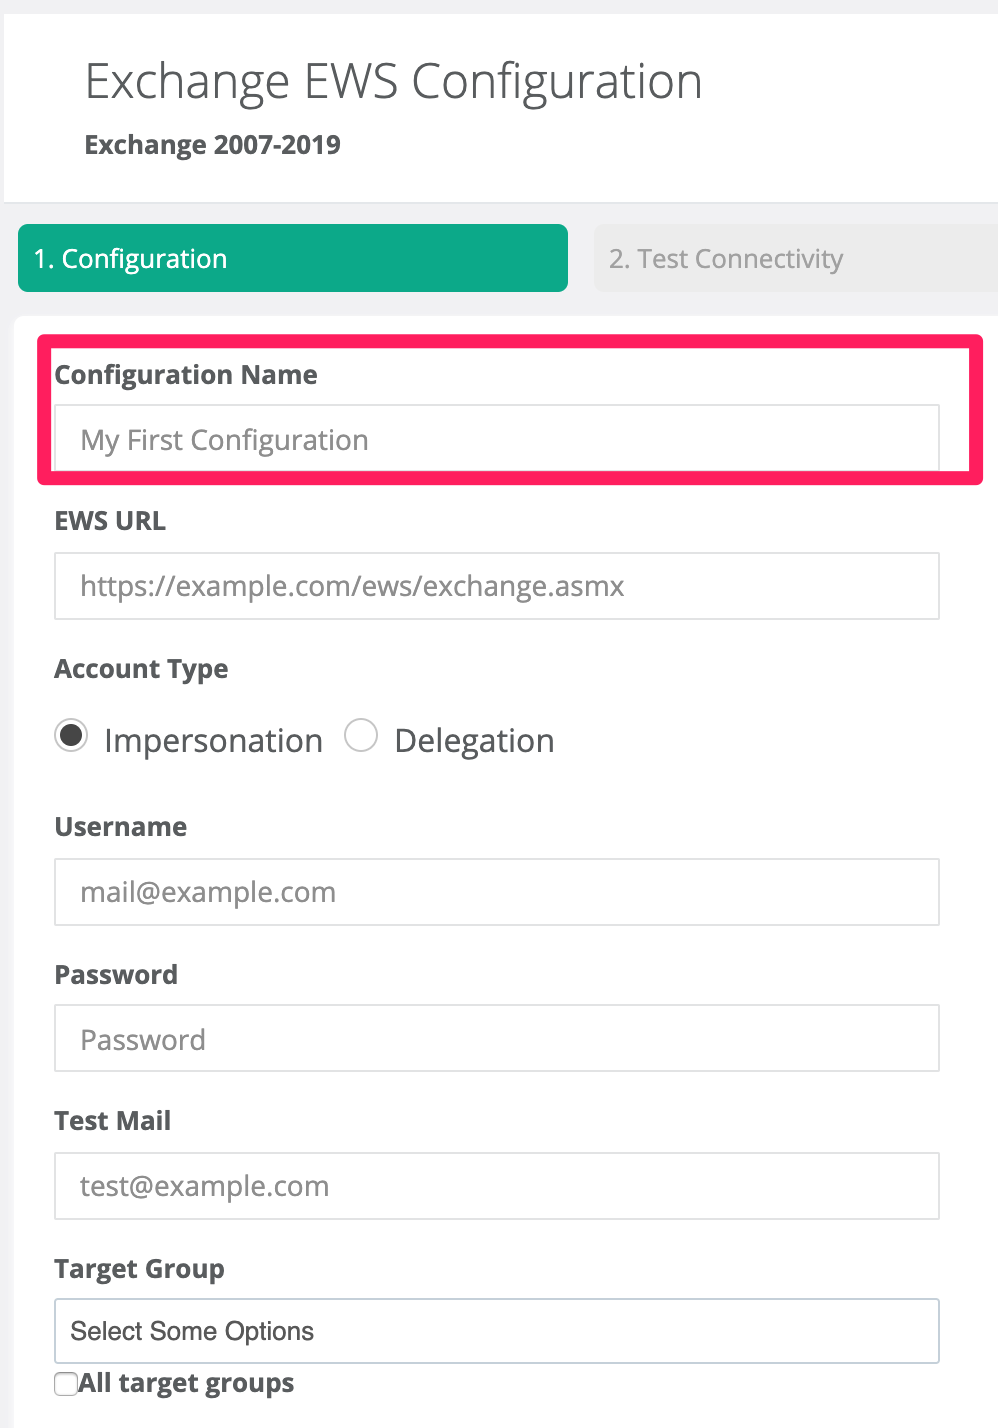 Exchange EWS Configuration
Exchange 2007-2019
1. Configuration
2. Test Connectivity
Configuration Name
My First Configuration
EWS URL
https://example.com/ews/exchange.asmx
Account Type
Impersonation Delegation
Username
mail@example.com
Password
Password
Test Mail
test@example.com
Target Group
Select Some Options
All target groups